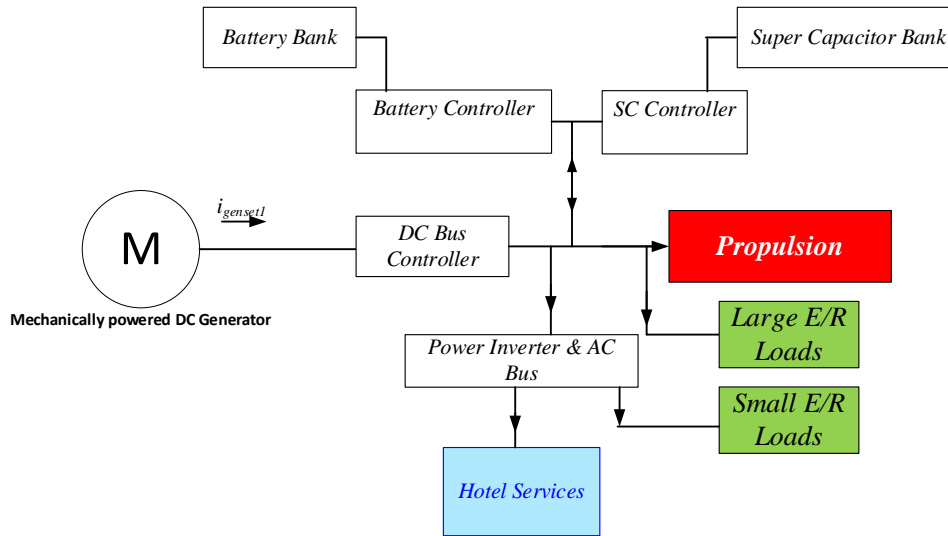 Battery Bank
Super Capacitor Bank
Battery Controller
SC Controller
i_genset1
M
DC Bus
Controller
Propulsion
Mechanically powered DC Generator
Large E/R
Loads
Power Inverter & AC
Bus
Small E/R
Loads
Hotel Services